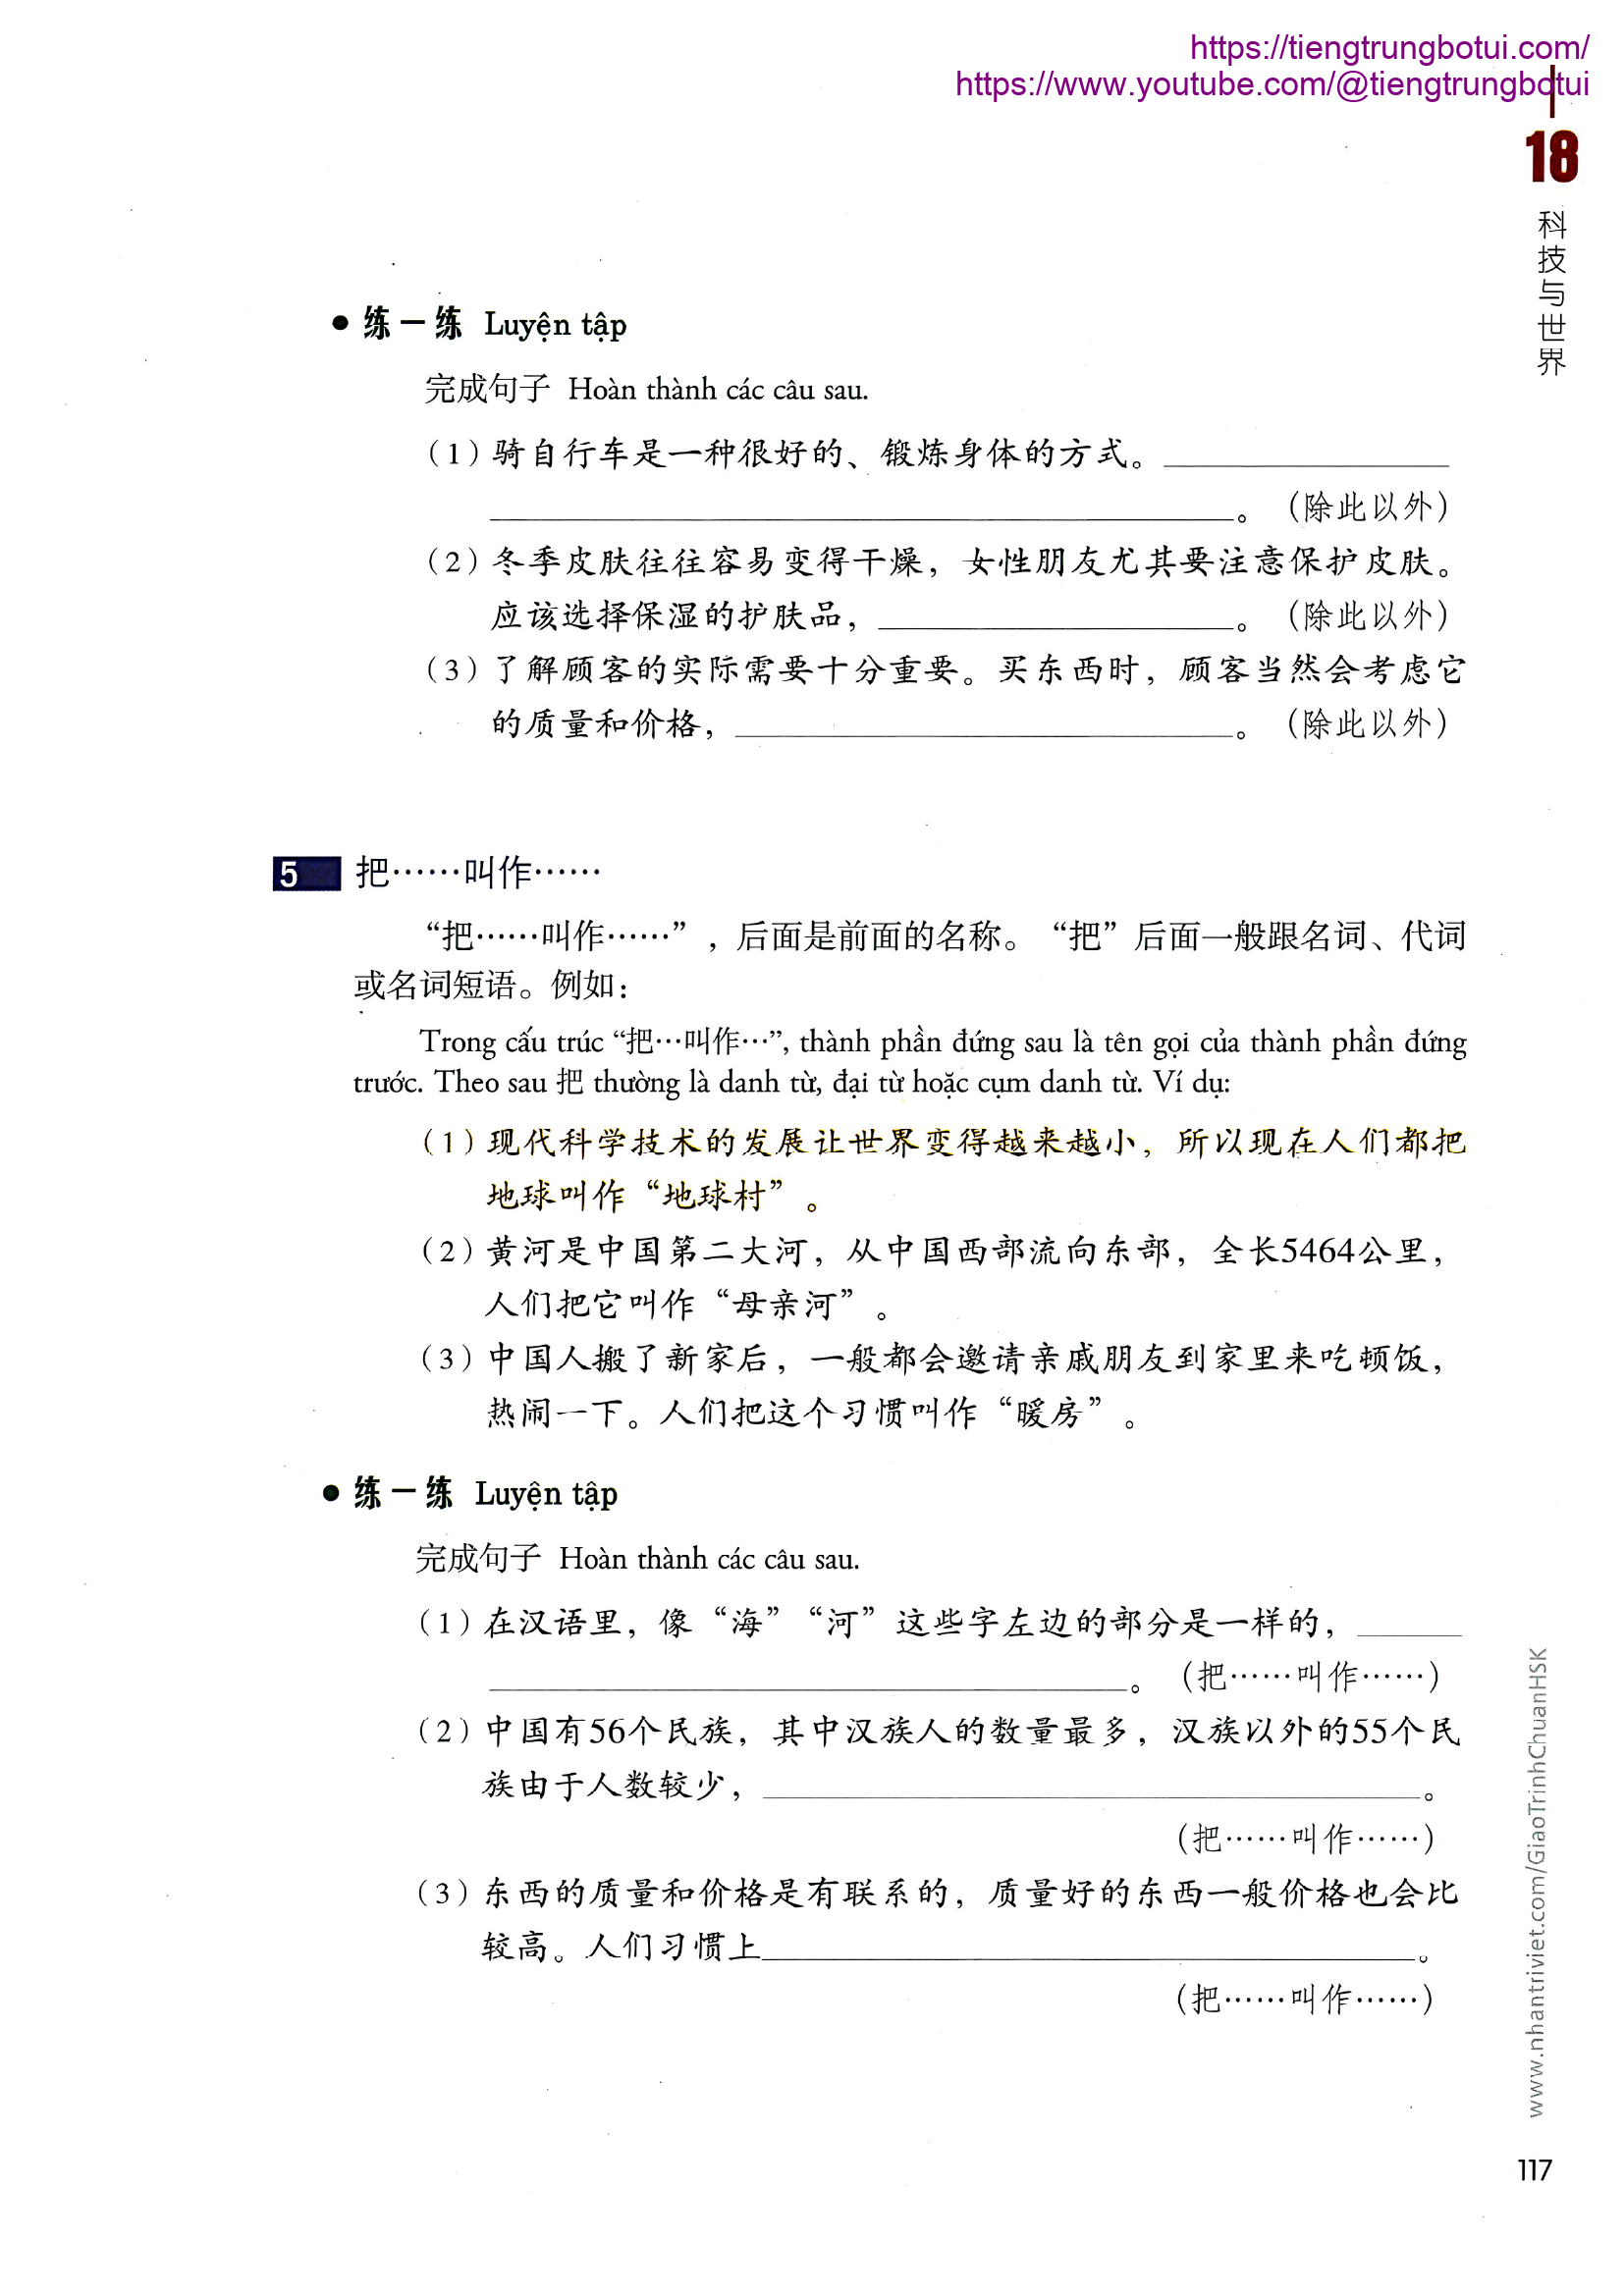 https://tiengtrungbotui.com/
https://www.youtube.com/@tiengtrungbotui
18
科技与世界
● 练一练 Luyện tập
完成句子 Hoàn thành các câu sau.
（1）骑自行车是一种很好的、锻炼身体的方式。____________
____________。（除此以外）
（2）冬季皮肤往往容易变得干燥，女性朋友尤其要注意保护皮肤。
应该选择保湿的护肤品，____________。（除此以外）
（3）了解顾客的实际需要十分重要。买东西时，顾客当然会考虑它
的质量和价格，____________。（除此以外）
5 把……叫作……
“把……叫作……”，后面是前面的名称。“把”后面一般跟名词、代词
或名词短语。例如：
Trong cấu trúc “把…叫作…”, thành phần đứng sau là tên gọi của thành phần đứng
trước. Theo sau 把 thường là danh từ, đại từ hoặc cụm danh từ. Ví dụ:
（1）现代科学技术的发展让世界变得越来越小，所以现在人们都把
地球叫作“地球村”。
（2）黄河是中国第二大河，从中国西部流向东部，全长5464公里，
人们把它叫作“母亲河”。
（3）中国人搬了新家后，一般都会邀请亲戚朋友到家里来吃顿饭，
热闹一下。人们把这个习惯叫作“暖房”。
● 练一练 Luyện tập
完成句子 Hoàn thành các câu sau.
（1）在汉语里，像“海”“河”这些字左边的部分是一样的，______
____________。（把……叫作……）
（2）中国有56个民族，其中汉族人的数量最多，汉族以外的55个民
族由于人数较少，____________。
（把……叫作……）
（3）东西的质量和价格是有联系的，质量好的东西一般价格也会比
较高。人们习惯上____________。
（把……叫作……）
www.nhantriviet.com/GiaoTrinhChuanHSK
117